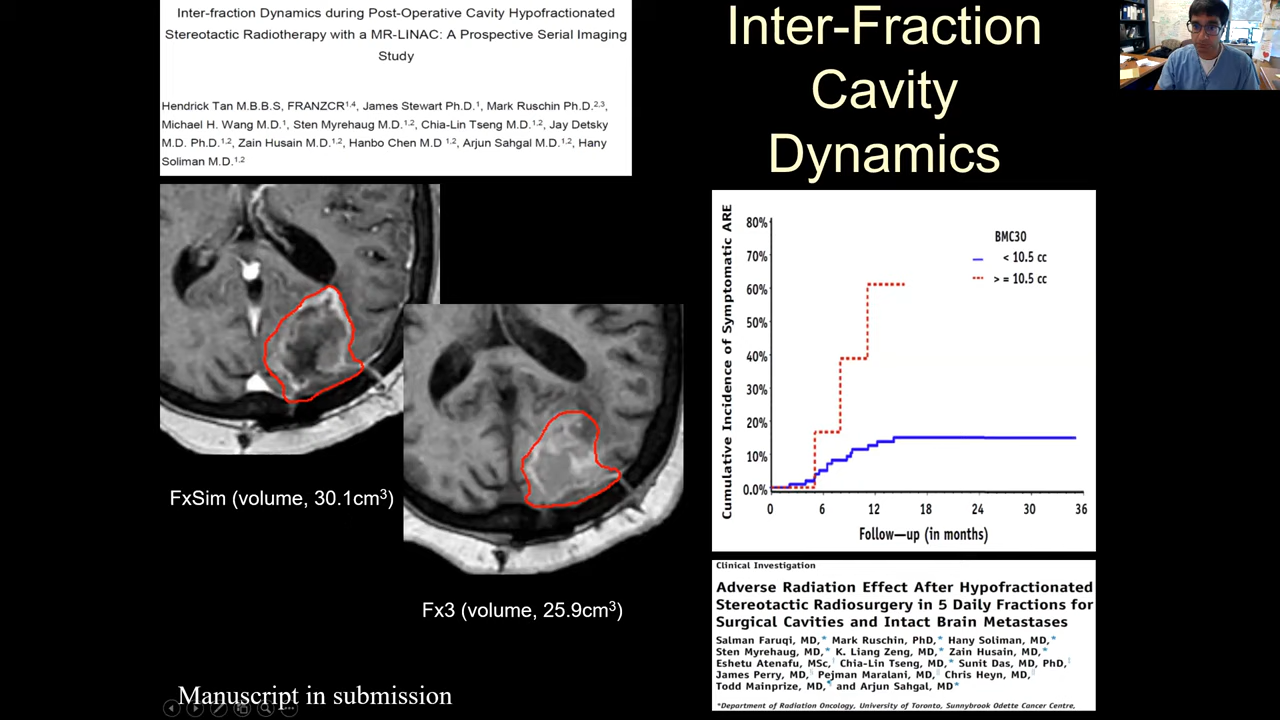 Inter-fraction Dynamics during Post-Operative Cavity Hypofractionated
Stereotactic Radiotherapy with a MR-LINAC: A Prospective Serial Imaging
Study
Hendrick Tan M.B.B.S, FRANZCR1,4, James Stewart Ph.D.1, Mark Ruschin Ph.D.2,3,
Michael H. Wang M.D.1, Sten Myrehaug M.D.1,2, Chia-Lin Tseng M.D.1,2, Jay Detsky
M.D. Ph.D.1,2, Zain Husain M.D.1,2, Hanbo Chen M.D 1,2, Arjun Sahgal M.D.1,2, Hany
Soliman M.D.1,2
FxSim (volume, 30.1cm3)
Fx3 (volume, 25.9cm3)
Manuscript in submission
Inter-Fraction
Cavity
Dynamics
Cumulative Incidence of Symptomatic ARE
80%
70%
60%
50%
40%
30%
20%
10%
0.0%
BMC30
< 10.5 cc
> = 10.5 cc
0 6 12 18 24 30 36
Follow—up (in months)
Clinical Investigation
Adverse Radiation Effect After Hypofractionated
Stereotactic Radiosurgery in 5 Daily Fractions for
Surgical Cavities and Intact Brain Metastases
Salman Faruqi, MD,* Mark Ruschin, PhD,* Hany Soliman, MD,*
Sten Myrehaug, MD,* K. Liang Zeng, MD,* Zain Husain, MD,*
Eshetu Atenafu, MSc, Chia-Lin Tseng, MD,* Sunit Das, MD, PhD,
James Perry, MD, Pejman Maralani, MD, Chris Heyn, MD,
Todd Mainprize, MD, and Arjun Sahgal, MD*
*Department of Radiation Oncology, University of Toronto, Sunnybrook Odette Cancer Centre,